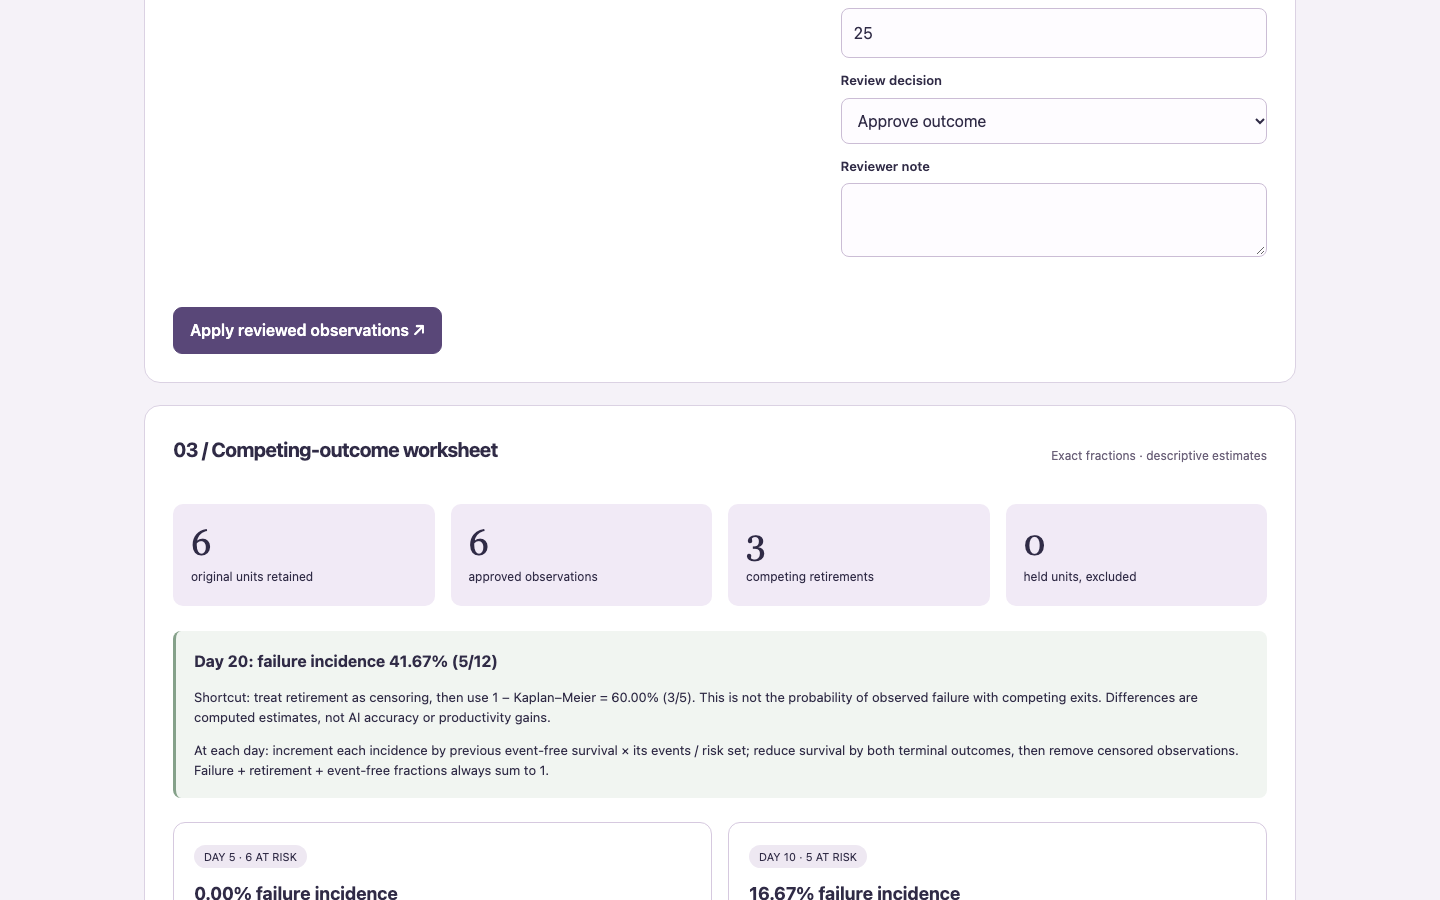 25
Review decision
Approve outcome
Reviewer note
Apply reviewed observations ↗
03 / Competing-outcome worksheet
Exact fractions · descriptive estimates
6
original units retained
6
approved observations
3
competing retirements
0
held units, excluded
Day 20: failure incidence 41.67% (5/12)
Shortcut: treat retirement as censoring, then use 1 − Kaplan–Meier = 60.00% (3/5). This is not the probability of observed failure with competing exits. Differences are
computed estimates, not AI accuracy or productivity gains.
At each day: increment each incidence by previous event-free survival × its events / risk set; reduce survival by both terminal outcomes, then remove censored observations.
Failure + retirement + event-free fractions always sum to 1.
DAY 5 · 6 AT RISK
0.00% failure incidence
DAY 10 · 5 AT RISK
16.67% failure incidence